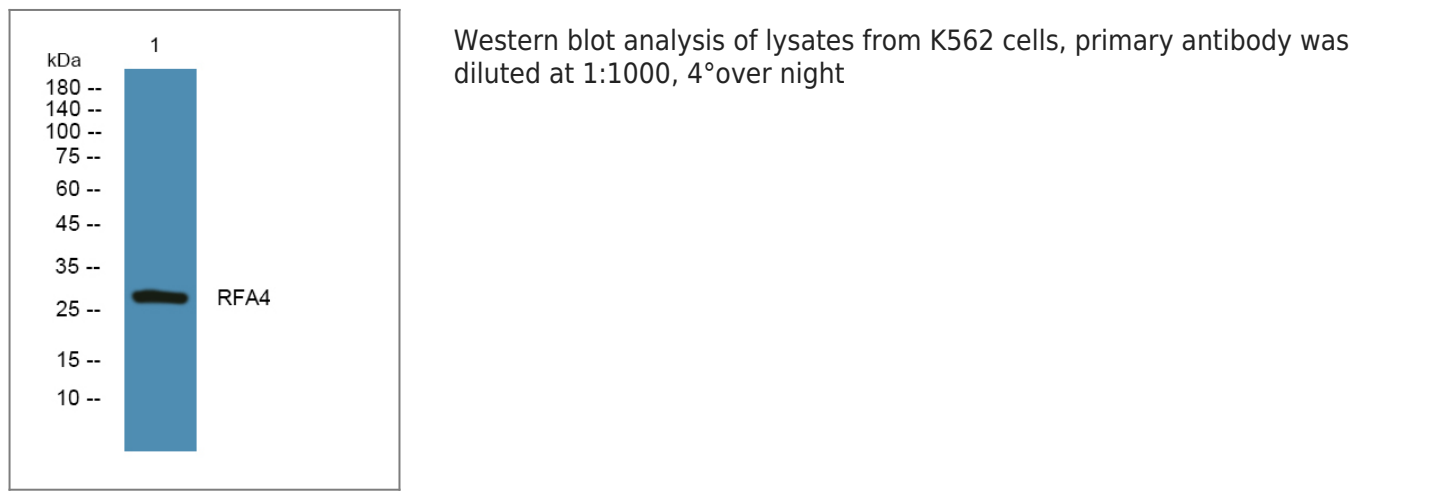 1
kDa
180 --
140 --
100 --
75 --
60 --
45 --
35 --
RFA4
25 --
15 --
10 --
Western blot analysis of lysates from K562 cells, primary antibody was
diluted at 1:1000, 4°over night